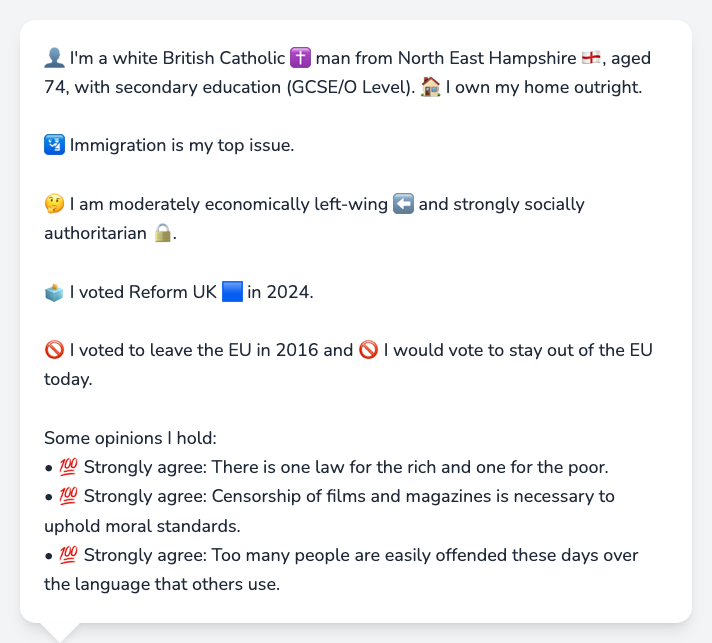 👤 I'm a white British Catholic ✝️ man from North East Hampshire 🏴󠁧󠁢󠁥󠁮󠁧󠁿, aged
74, with secondary education (GCSE/O Level). 🏠 I own my home outright.
🛂 Immigration is my top issue.
🤔 I am moderately economically left-wing ⬅️ and strongly socially
authoritarian 🔒.
🗳️ I voted Reform UK 🟦 in 2024.
🚫 I voted to leave the EU in 2016 and 🚫 I would vote to stay out of the EU
today.
Some opinions I hold:
• 💯 Strongly agree: There is one law for the rich and one for the poor.
• 💯 Strongly agree: Censorship of films and magazines is necessary to
uphold moral standards.
• 💯 Strongly agree: Too many people are easily offended these days over
the language that others use.